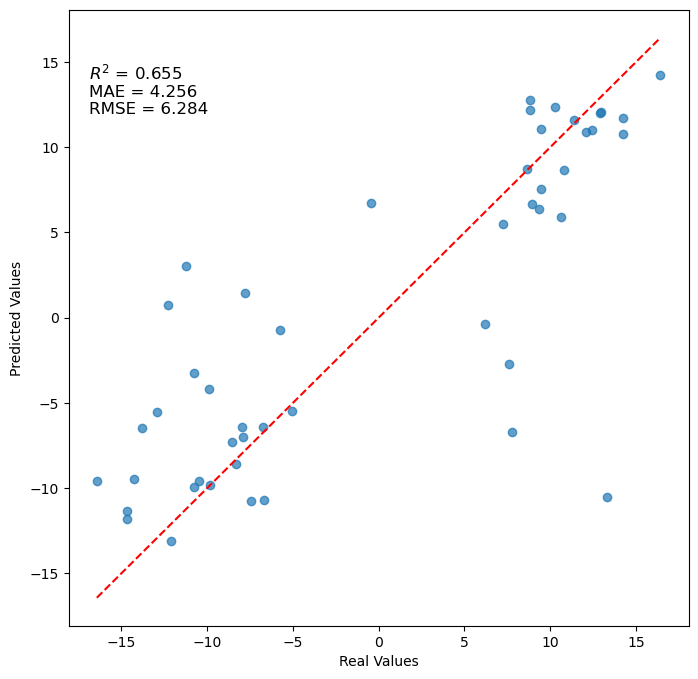 R² = 0.655
MAE = 4.256
RMSE = 6.284
15
10
5
0
−5
−10
−15
Predicted Values
−15 −10 −5 0 5 10 15
Real Values